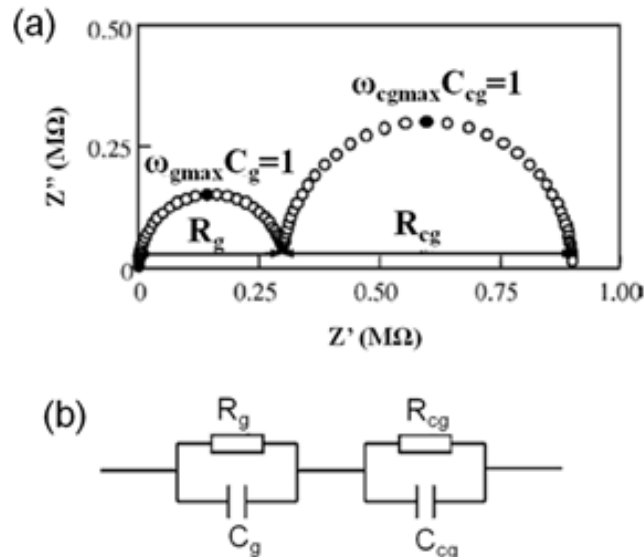 (a)
0.50
ω_cgmax C_cg=1
0.25
ω_gmax C_g=1
Z'' (MΩ)
R_g
R_cg
0
0 0.25 0.50 0.75 1.00
Z' (MΩ)
(b)
R_g R_cg
C_g C_cg